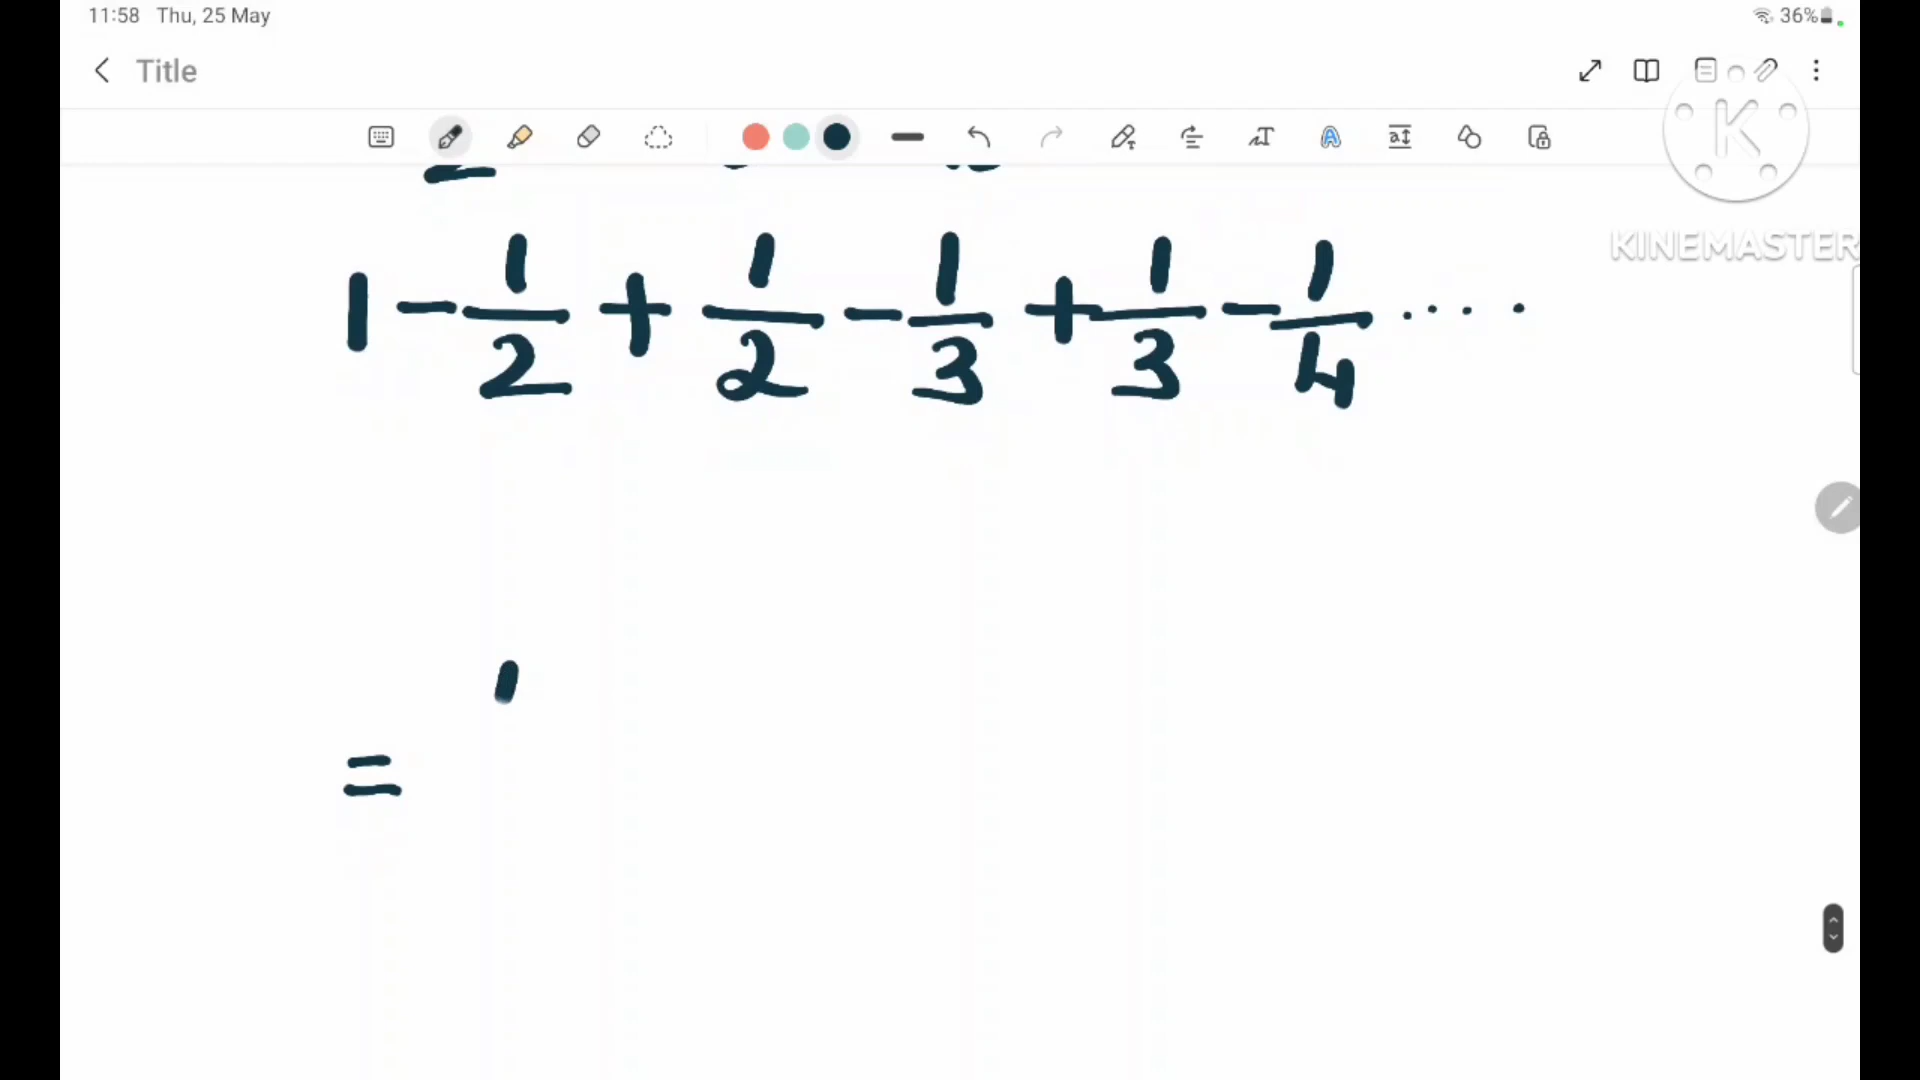 11:58 Thu, 25 May 36%
Title
K
KINEMASTER
1 - 1/2 + 1/2 - 1/3 + 1/3 - 1/4 ....
=